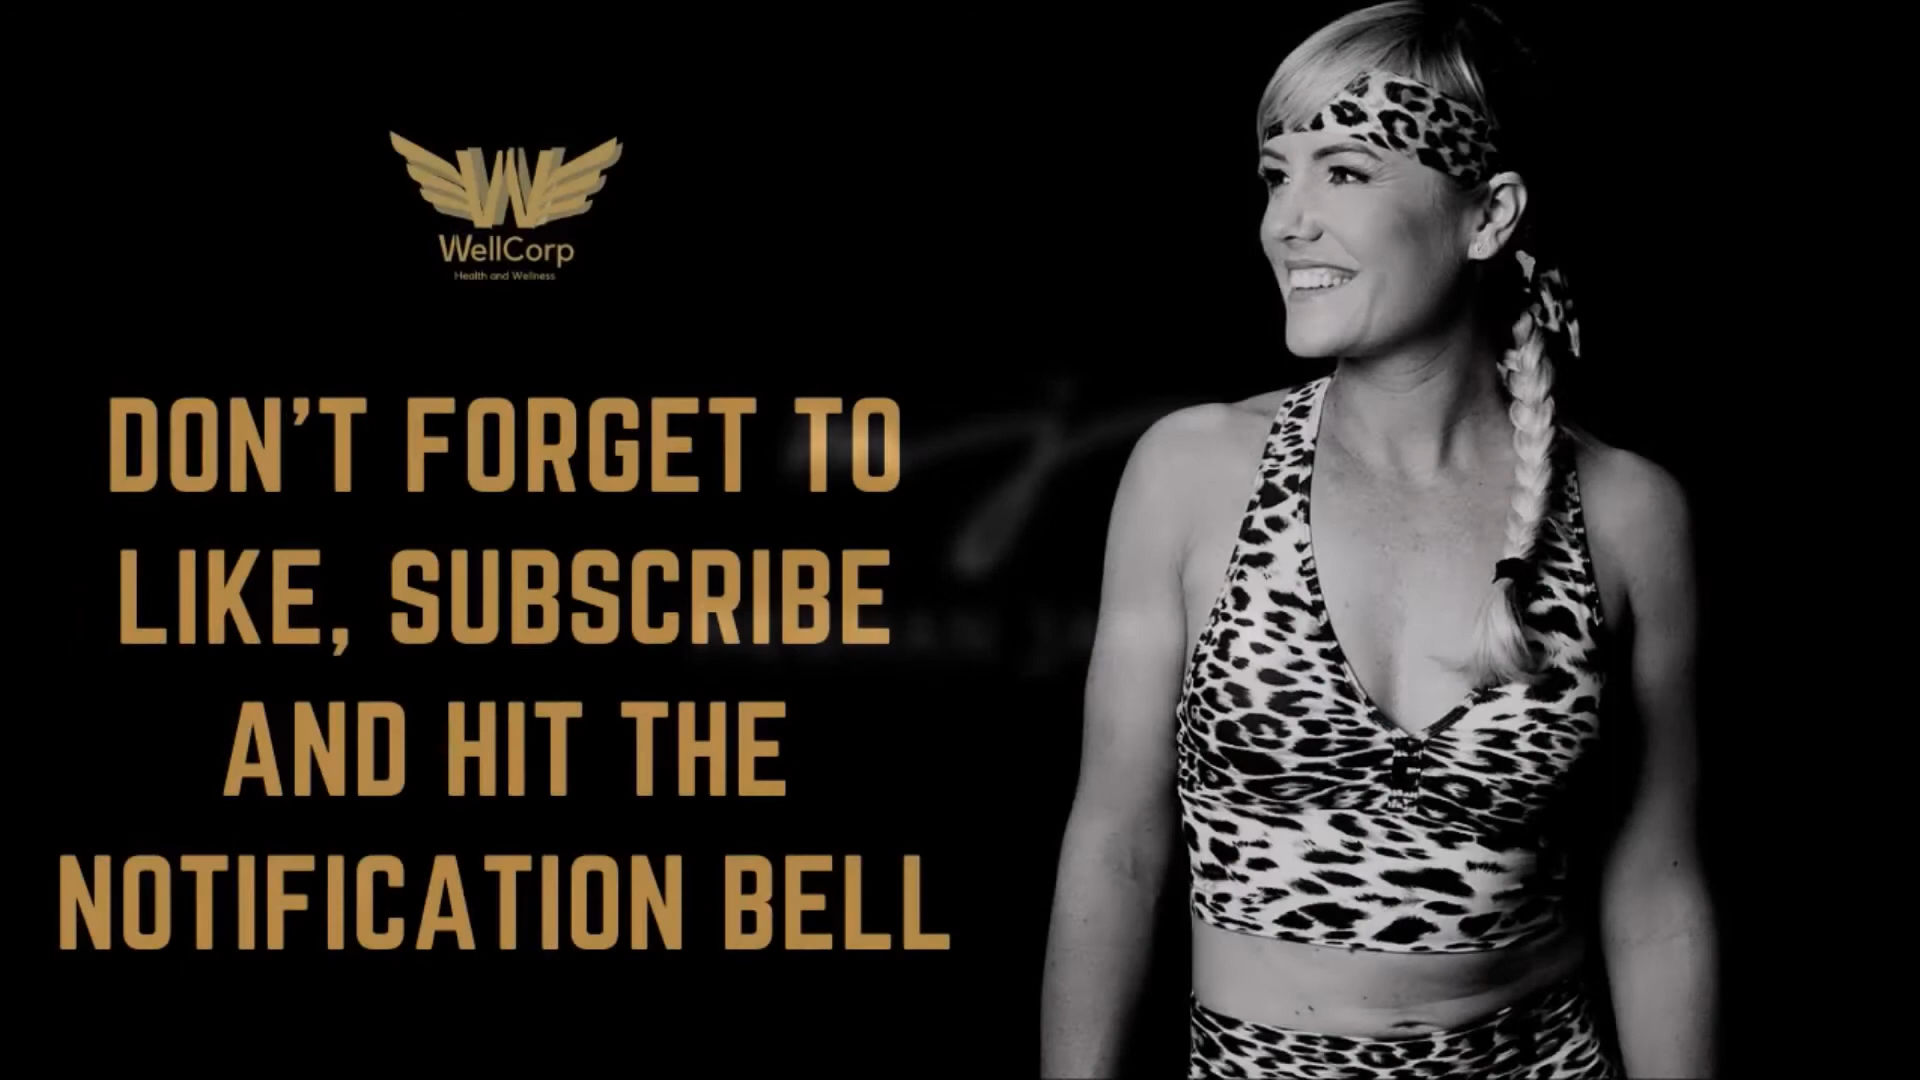 W
WellCorp
Health and Wellness
DON'T FORGET TO
LIKE, SUBSCRIBE
AND HIT THE
NOTIFICATION BELL